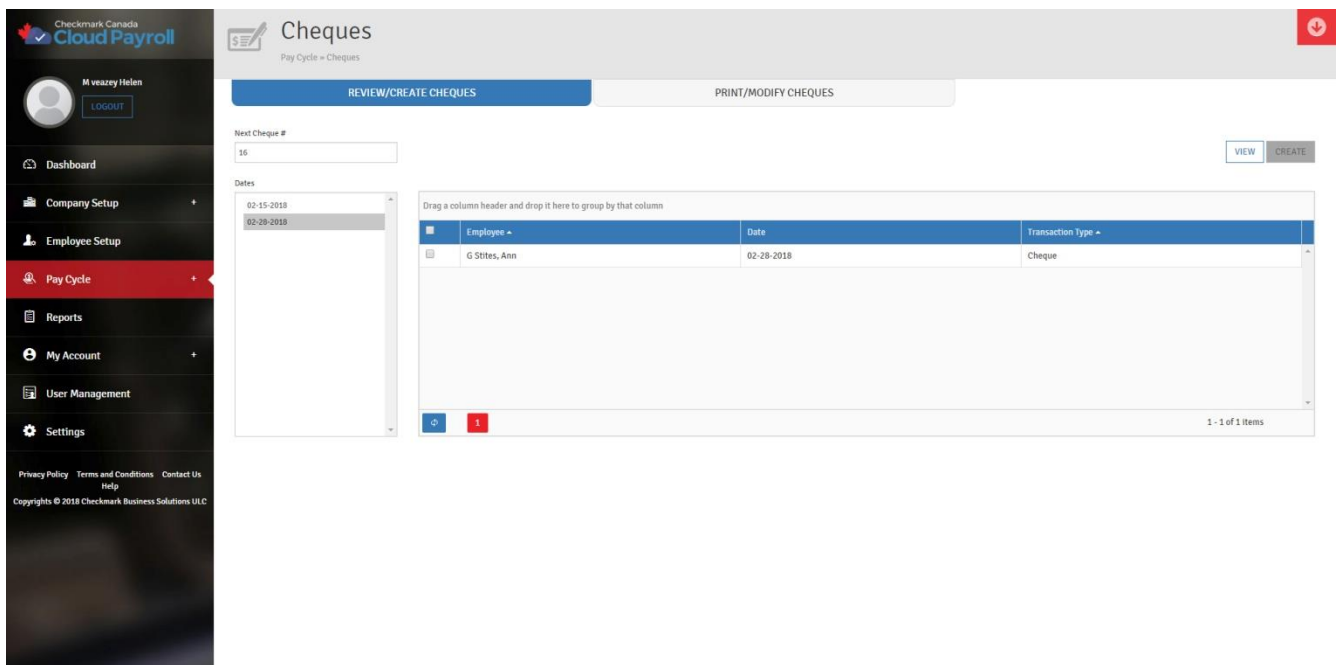 Checkmark Canada
Cloud Payroll
M veazey Helen
LOGOUT
Dashboard
Company Setup +
Employee Setup
Pay Cycle +
Reports
My Account +
User Management
Settings
Privacy Policy Terms and Conditions Contact Us
Help
Copyrights © 2018 Checkmark Business Solutions ULC
Cheques
Pay Cycle » Cheques
REVIEW/CREATE CHEQUES PRINT/MODIFY CHEQUES
Next Cheque #
16
VIEW CREATE
Dates
02-15-2018
02-28-2018
Drag a column header and drop it here to group by that column
Employee Date Transaction Type
G Stites, Ann 02-28-2018 Cheque
1 1 - 1 of 1 items